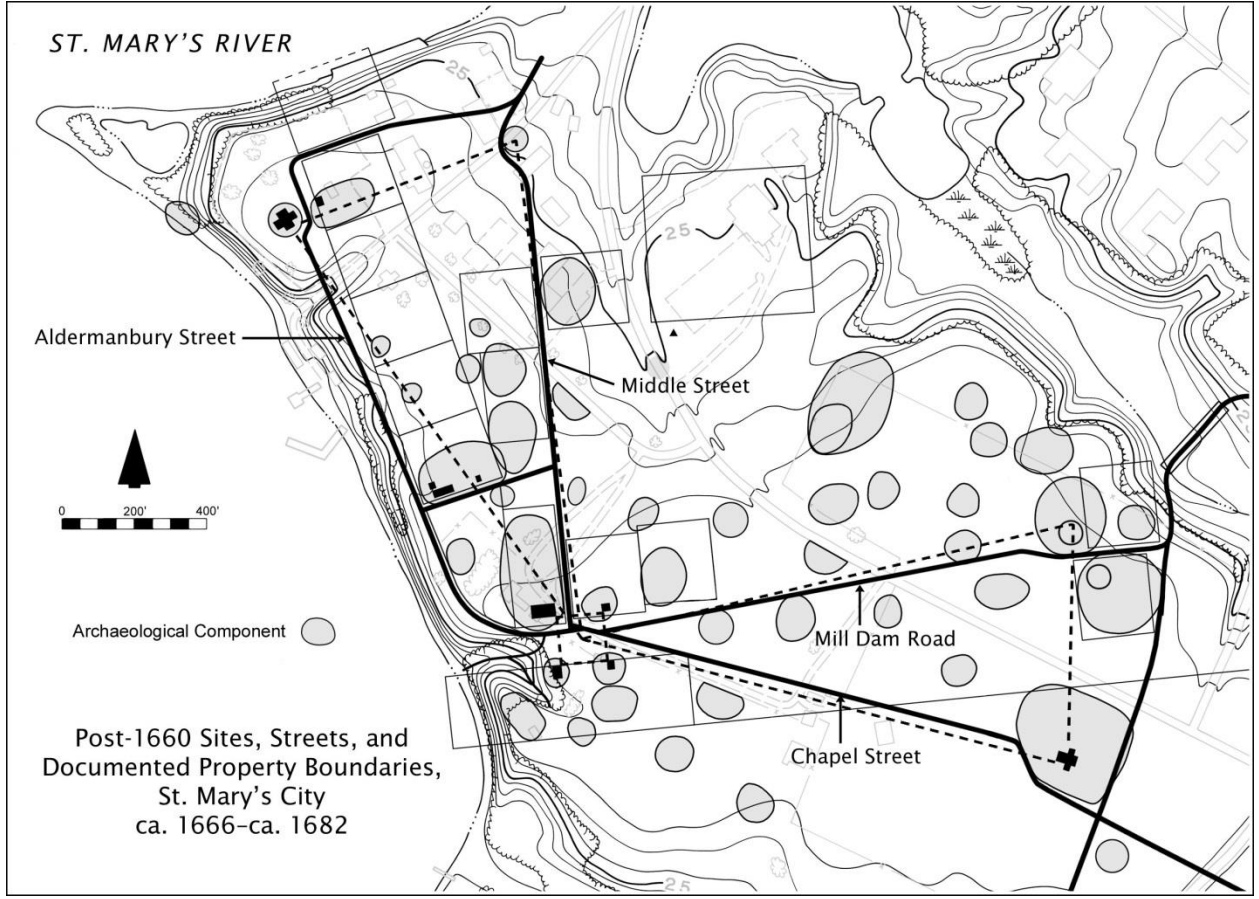 ST. MARY'S RIVER
25
25
Aldermanbury Street
Middle Street
0 200' 400'
Archaeological Component
Mill Dam Road
Chapel Street
Post-1660 Sites, Streets, and
Documented Property Boundaries,
St. Mary's City
ca. 1666–ca. 1682
25